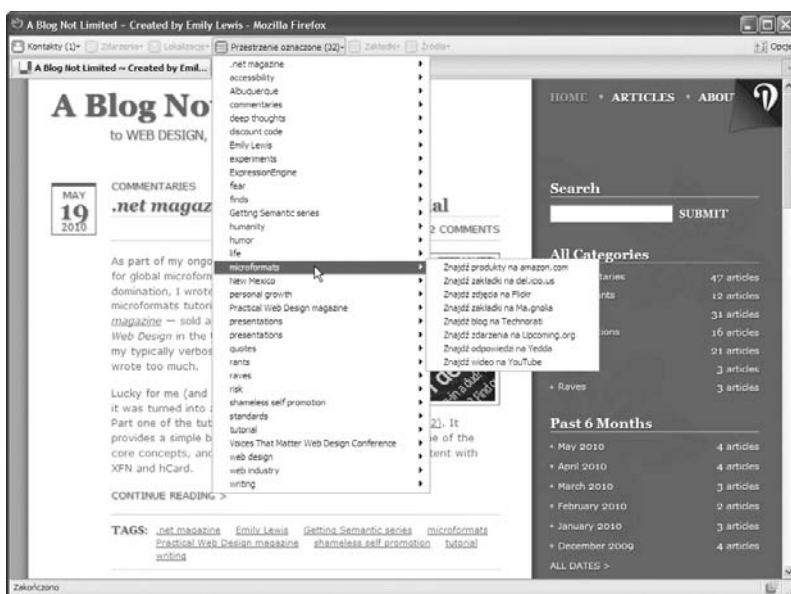 A Blog Not Limited ~ Created by Emily Lewis - Mozilla Firefox
Kontakty (1)▾ Zdarzenia▾ Lokalizacje▾ Przestrzenie oznaczone (32)▾ Zakładki▾ Źródła▾ Opcje
A Blog Not Limited ~ Created by Emil...
A Blog No
to WEB DESIGN,
HOME • ARTICLES • ABOU
.net magazine
accessibility
Albuquerque
commentaries
deep thoughts
discount code
Emily Lewis
experiments
ExpressionEngine
fear
finds
Getting Semantic series
humanity
humor
life
microformats
New Mexico
personal growth
Practical Web Design magazine
presentations
presentations
quotes
rants
raves
risk
shameless self promotion
standards
tutorial
Voices That Matter Web Design Conference
web design
web industry
writing
Znajdź produkty na amazon.com
Znajdź zakładki na del.icio.us
Znajdź zdjęcia na Flickr
Znajdź zakładki na Ma.gnolia
Znajdź blog na Technorati
Znajdź zdarzenia na Upcoming.org
Znajdź odpowiedzi na Yedda
Znajdź wideo na YouTube
MAY
19
2010
COMMENTARIES
.net magaz
ial
2 COMMENTS
As part of my ongo
for global microform
domination, I wrote
microformats tutori
magazine — sold a
Web Design in the
my typically verbos
wrote too much.
Lucky for me (and
it was turned into
Part one of the tut 2). It
provides a simple b e of the
core concepts, and tent with
XFN and hCard.
CONTINUE READING >
TAGS: .net magazine Emily Lewis Getting Semantic series microformats
Practical Web Design magazine shameless self promotion tutorial
writing
Search
SUBMIT
All Categories
taries 47 articles
nts 12 articles
31 articles
ions 16 articles
21 articles
3 articles
• Raves 3 articles
Past 6 Months
• May 2010 4 articles
• April 2010 4 articles
• March 2010 3 articles
• February 2010 2 articles
• January 2010 3 articles
• December 2009 4 articles
ALL DATES >
Zakończono